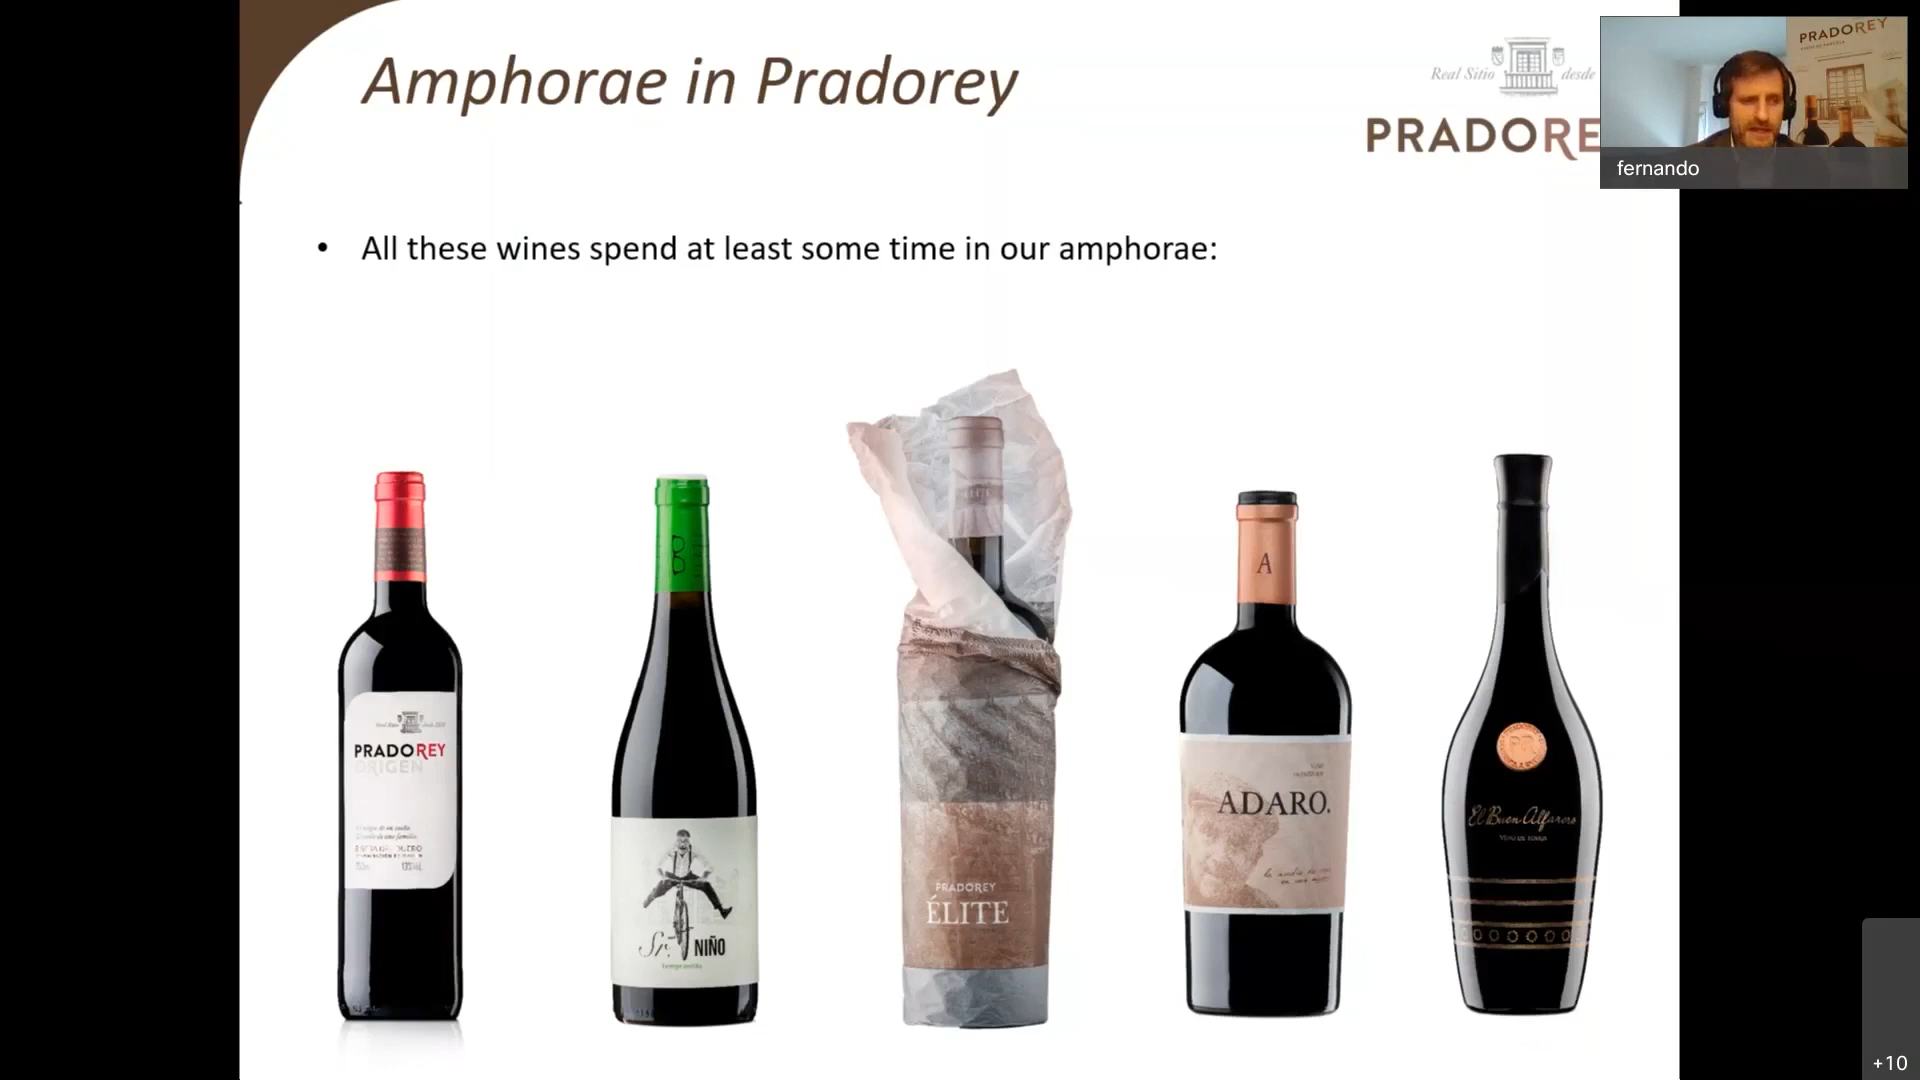 Amphorae in Pradorey
Real Sitio desde
PRADORE
PRADOREY
fernando
• All these wines spend at least some time in our amphorae:
A
PRADOREY
ORIGEN
ADARO.
El Buen Alfarero
PRADOREY
ÉLITE
Sr. NIÑO
tempranillo
+10